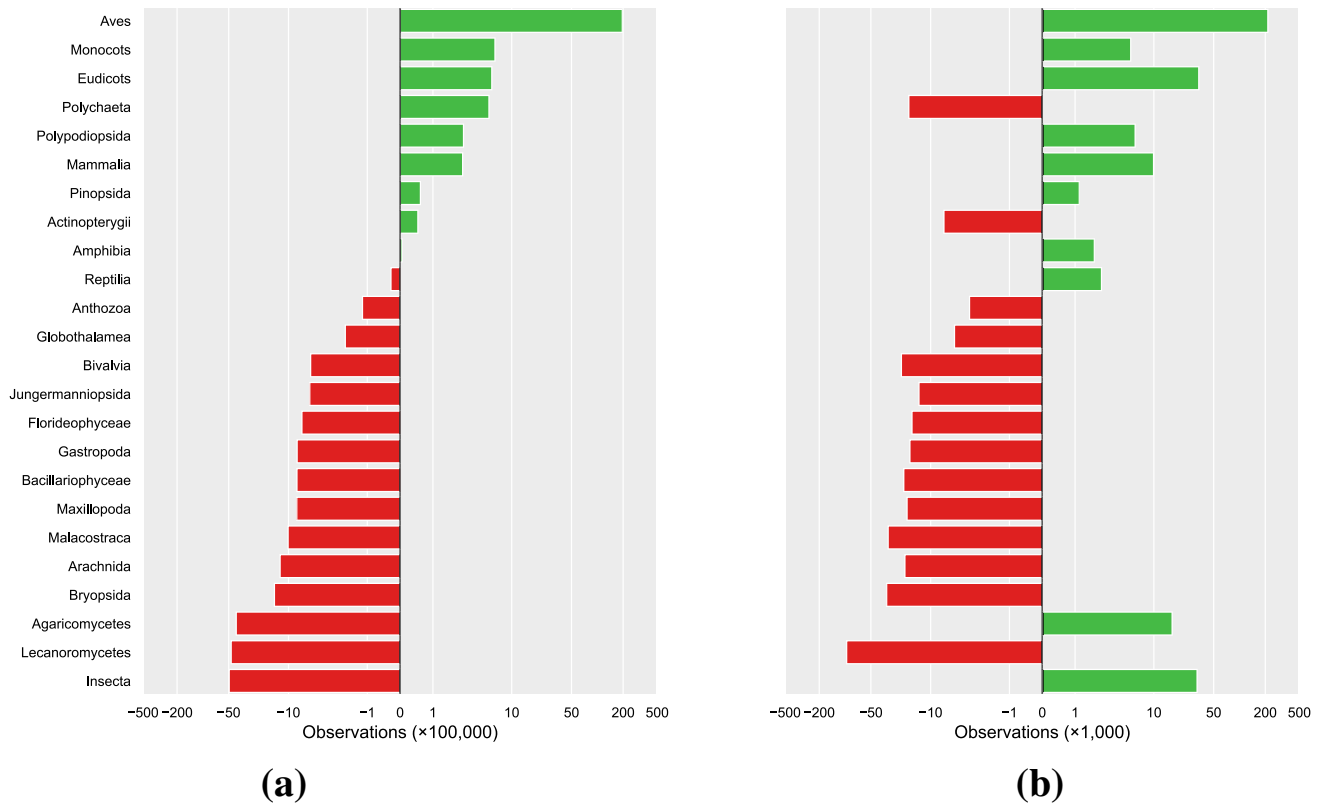 Aves
Monocots
Eudicots
Polychaeta
Polypodiopsida
Mammalia
Pinopsida
Actinopterygii
Amphibia
Reptilia
Anthozoa
Globothalamea
Bivalvia
Jungermanniopsida
Florideophyceae
Gastropoda
Bacillariophyceae
Maxillopoda
Malacostraca
Arachnida
Bryopsida
Agaricomycetes
Lecanoromycetes
Insecta
−500 −200 −50 −10 −1 0 1 10 50 200 500
Observations (×100,000)
(a)
−500 −200 −50 −10 −1 0 1 10 50 200 500
Observations (×1,000)
(b)